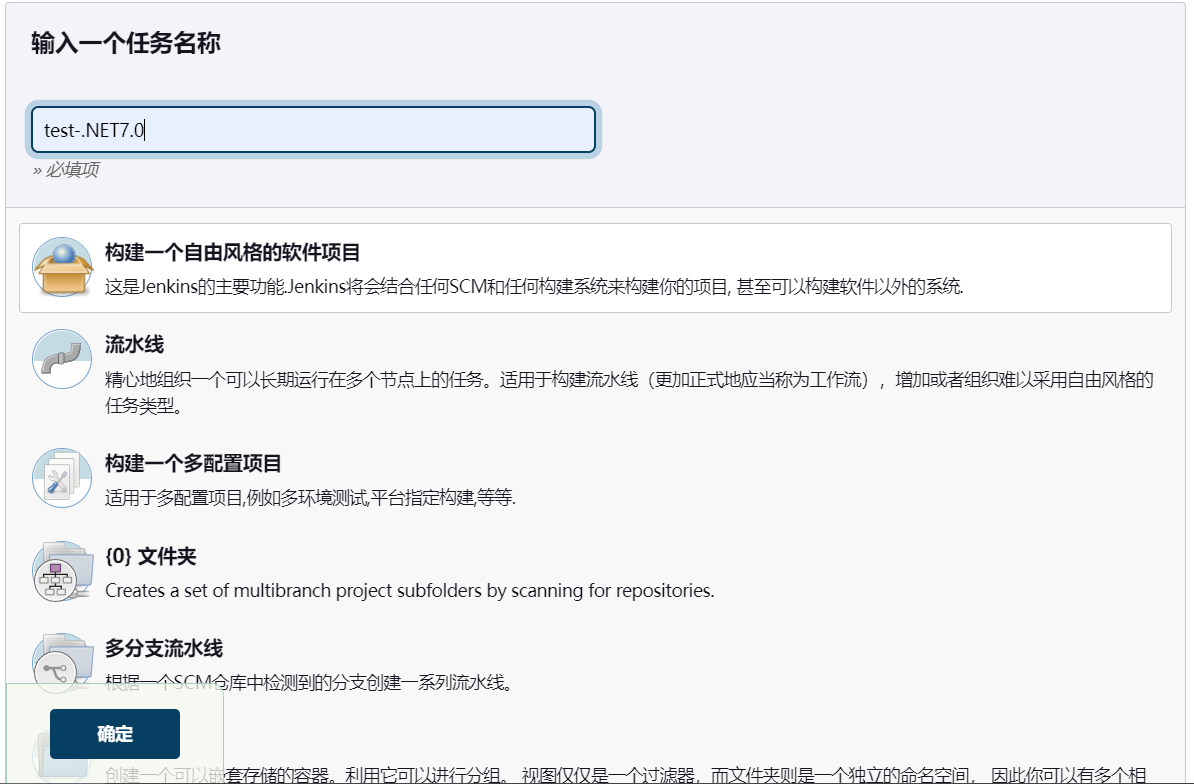 输入一个任务名称
test-.NET7.0
» 必填项
构建一个自由风格的软件项目
这是Jenkins的主要功能.Jenkins将会结合任何SCM和任何构建系统来构建你的项目, 甚至可以构建软件以外的系统.
流水线
精心地组织一个可以长期运行在多个节点上的任务。适用于构建流水线（更加正式地应当称为工作流），增加或者组织难以采用自由风格的
任务类型。
构建一个多配置项目
适用于多配置项目,例如多环境测试,平台指定构建,等等.
{0} 文件夹
Creates a set of multibranch project subfolders by scanning for repositories.
多分支流水线
根据一个SCM仓库中检测到的分支创建一系列流水线。
确定
创建一个可以嵌套存储的容器。利用它可以进行分组。 视图仅仅是一个过滤器，而文件夹则是一个独立的命名空间， 因此你可以有多个相